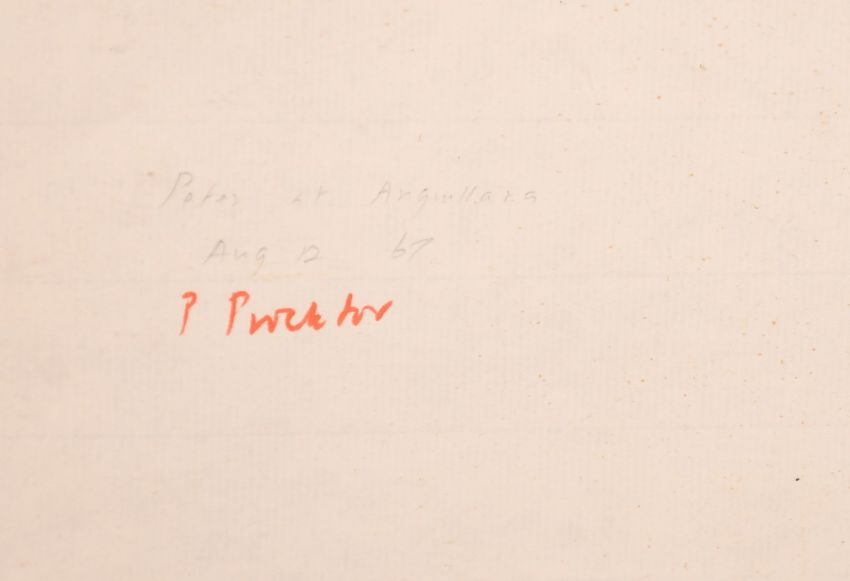 Peter at Anguillara
Aug 12 67
P Procktor